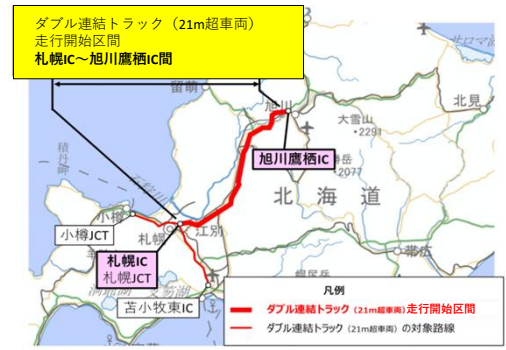 ダブル連結トラック（21m超車両）
走行開始区間
札幌IC～旭川鷹栖IC間
留萌
旭川
北見
大雪山
・2291
旭川鷹栖IC
・2077
積丹岬
石狩川
北海道
小樽
小樽JCT
札幌
江別
札幌IC
札幌JCT
帯広
苫小牧東IC
凡例
ダブル連結トラック（21m超車両）走行開始区間
ダブル連結トラック（21m超車両）の対象路線